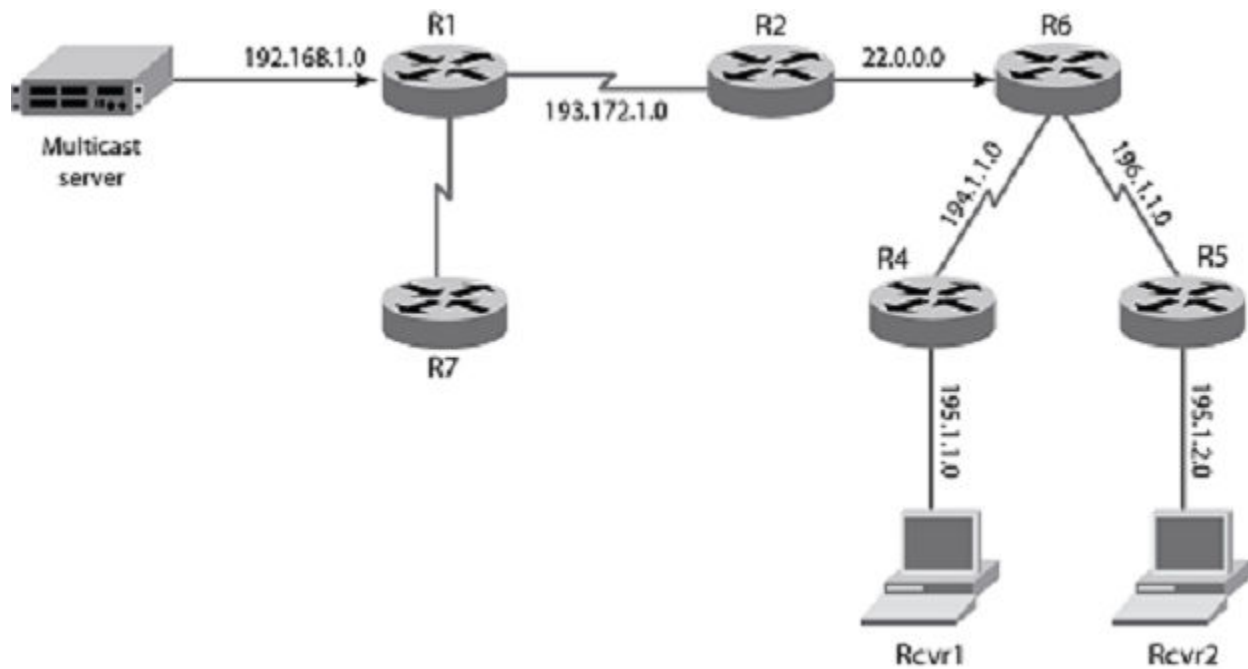 R1
R2
R6
192.168.1.0
22.0.0.0
193.172.1.0
Multicast
server
194.1.1.0
196.1.1.0
R4
R5
R7
195.1.1.0
195.1.2.0
Rcvr1
Rcvr2